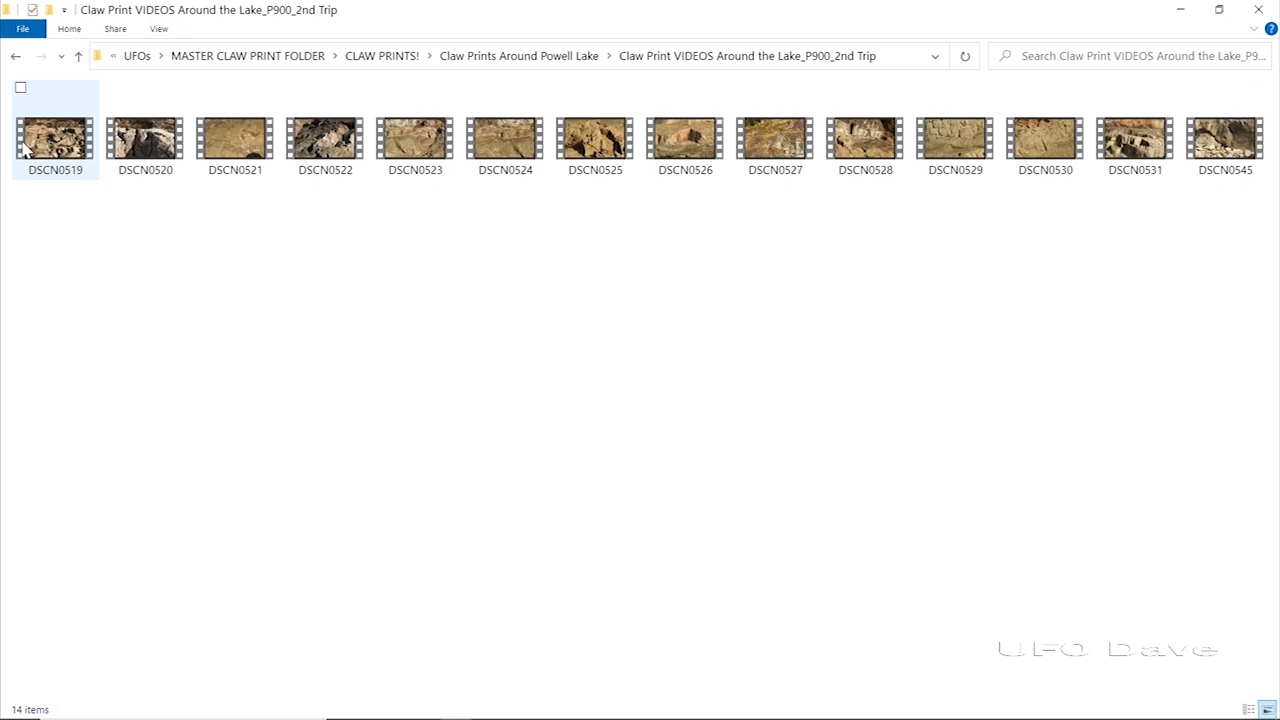 Claw Print VIDEOS Around the Lake_P900_2nd Trip
File Home Share View
« UFOs > MASTER CLAW PRINT FOLDER > CLAW PRINTS! > Claw Prints Around Powell Lake > Claw Print VIDEOS Around the Lake_P900_2nd Trip
Search Claw Print VIDEOS Around the Lake_P9...
DSCN0519 DSCN0520 DSCN0521 DSCN0522 DSCN0523 DSCN0524 DSCN0525 DSCN0526 DSCN0527 DSCN0528 DSCN0529 DSCN0530 DSCN0531 DSCN0545
UFO Dave
14 items